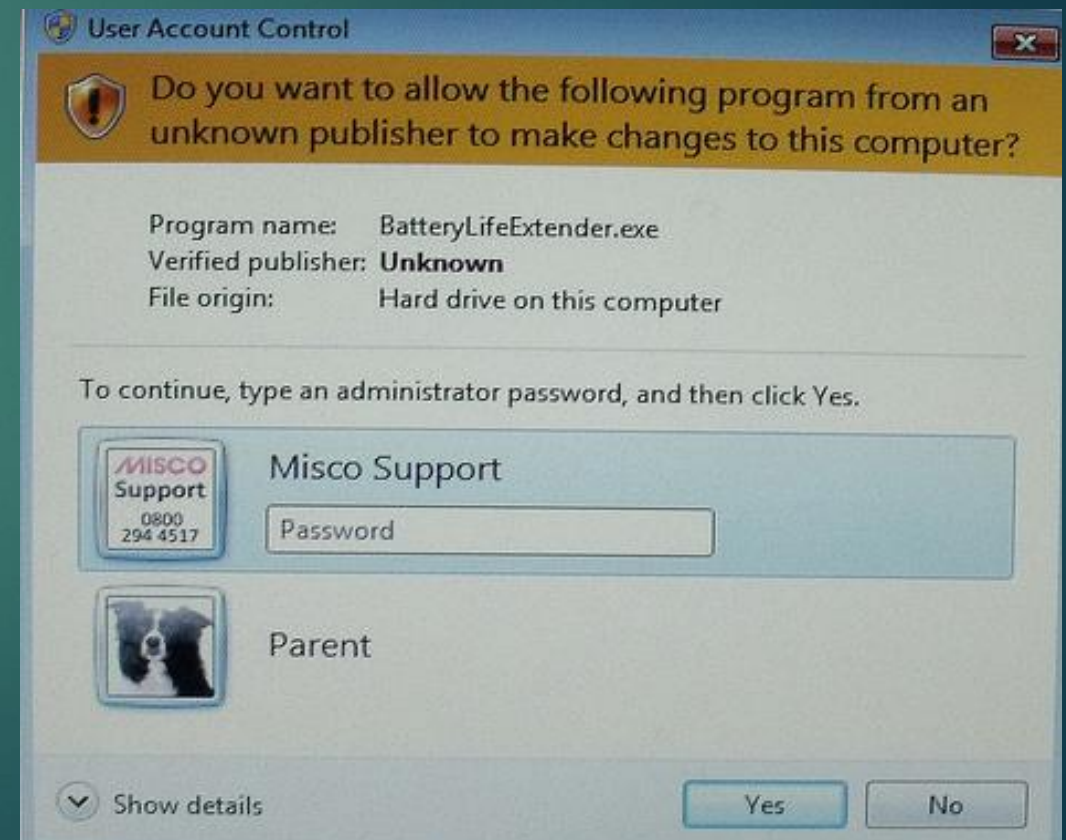 User Account Control
Do you want to allow the following program from an
unknown publisher to make changes to this computer?
Program name: BatteryLifeExtender.exe
Verified publisher: Unknown
File origin: Hard drive on this computer
To continue, type an administrator password, and then click Yes.
MISCO
Support
0800
294 4517
Misco Support
Password
Parent
Show details
Yes
No